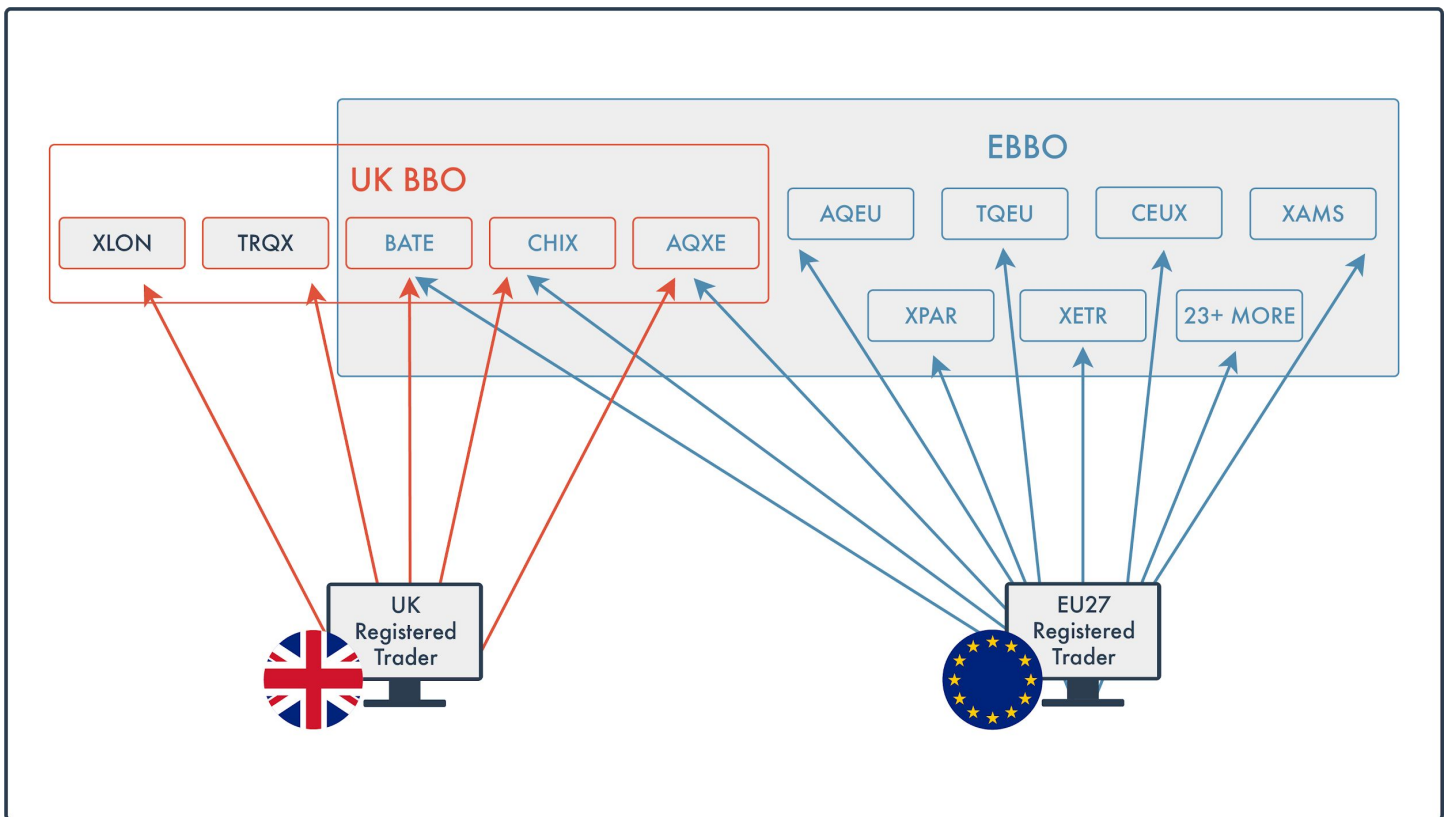 EBBO
UK BBO
AQEU
TQEU
CEUX
XAMS
XLON
TRQX
BATE
CHIX
AQXE
XPAR
XETR
23+ MORE
UK
Registered
Trader
EU27
Registered
Trader